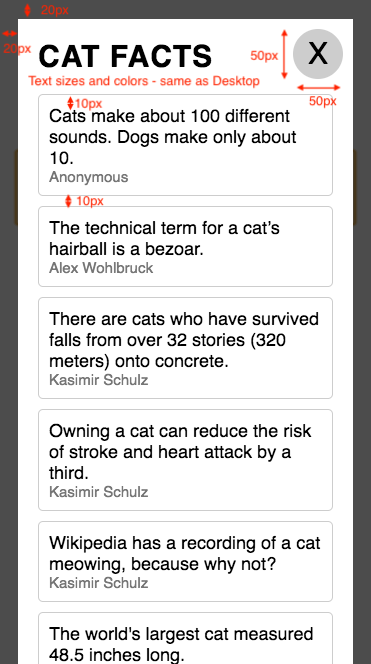 20px
20px
CAT FACTS
50px
X
Text sizes and colors - same as Desktop
50px
10px
Cats make about 100 different
sounds. Dogs make only about
10.
Anonymous
10px
The technical term for a cat’s
hairball is a bezoar.
Alex Wohlbruck
There are cats who have survived
falls from over 32 stories (320
meters) onto concrete.
Kasimir Schulz
Owning a cat can reduce the risk
of stroke and heart attack by a
third.
Kasimir Schulz
Wikipedia has a recording of a cat
meowing, because why not?
Kasimir Schulz
The world's largest cat measured
48.5 inches long.